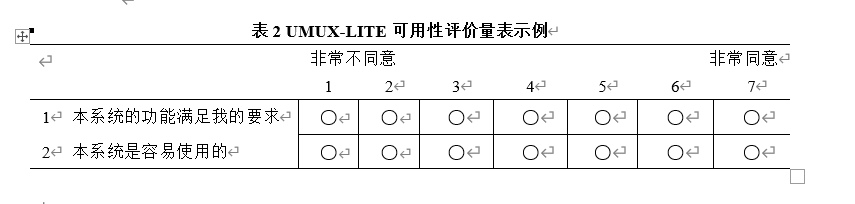 表 2 UMUX-LITE 可用性评价量表示例
非常不同意 非常同意
1 2 3 4 5 6 7
1 本系统的功能满足我的要求 ○ ○ ○ ○ ○ ○ ○
2 本系统是容易使用的 ○ ○ ○ ○ ○ ○ ○